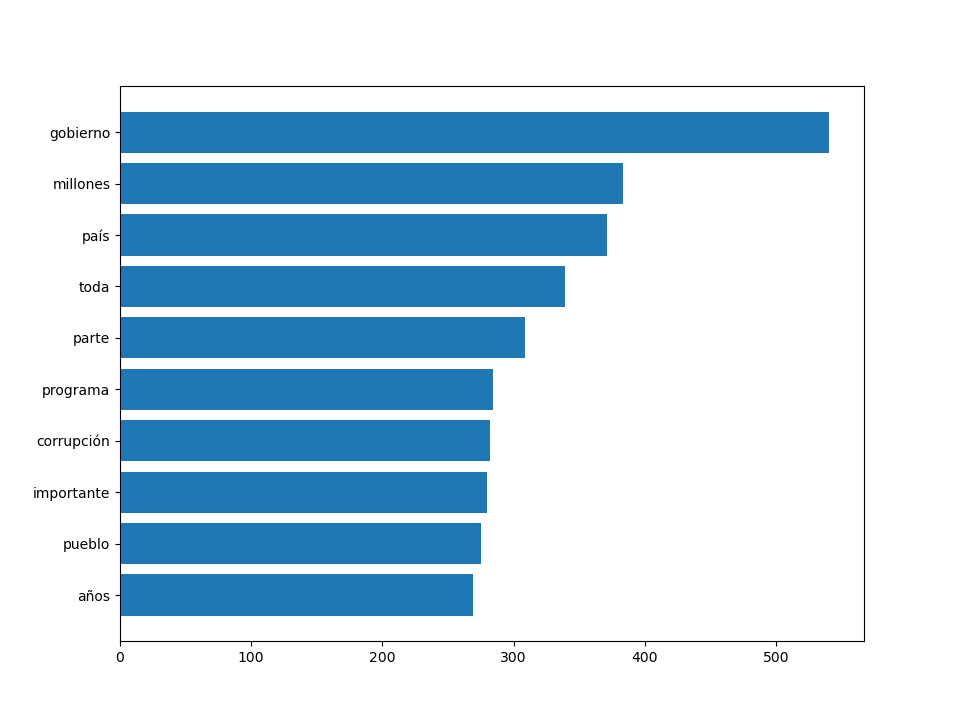 gobierno
millones
país
toda
parte
programa
corrupción
importante
pueblo
años
0 100 200 300 400 500